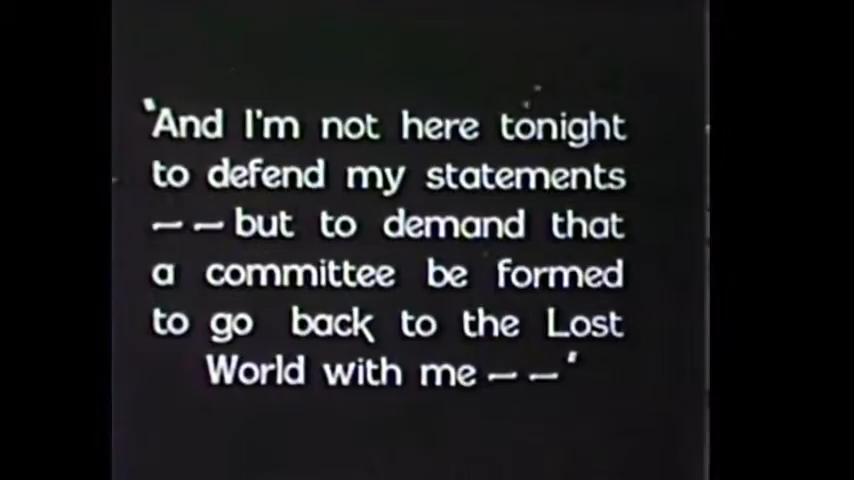 'And I'm not here tonight
to defend my statements
— — but to demand that
a committee be formed
to go back to the Lost
World with me — — '